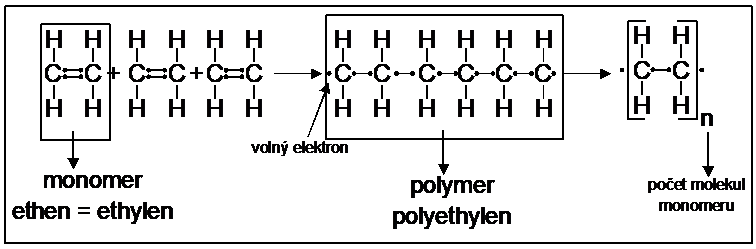 H H H H H H H H H H H H H H
C C + C C + C C C C C C C C C C
H H H H H H H H H H H H H H
n
volný elektron
monomer
ethen = ethylen
polymer
polyethylen
počet molekul
monomeru